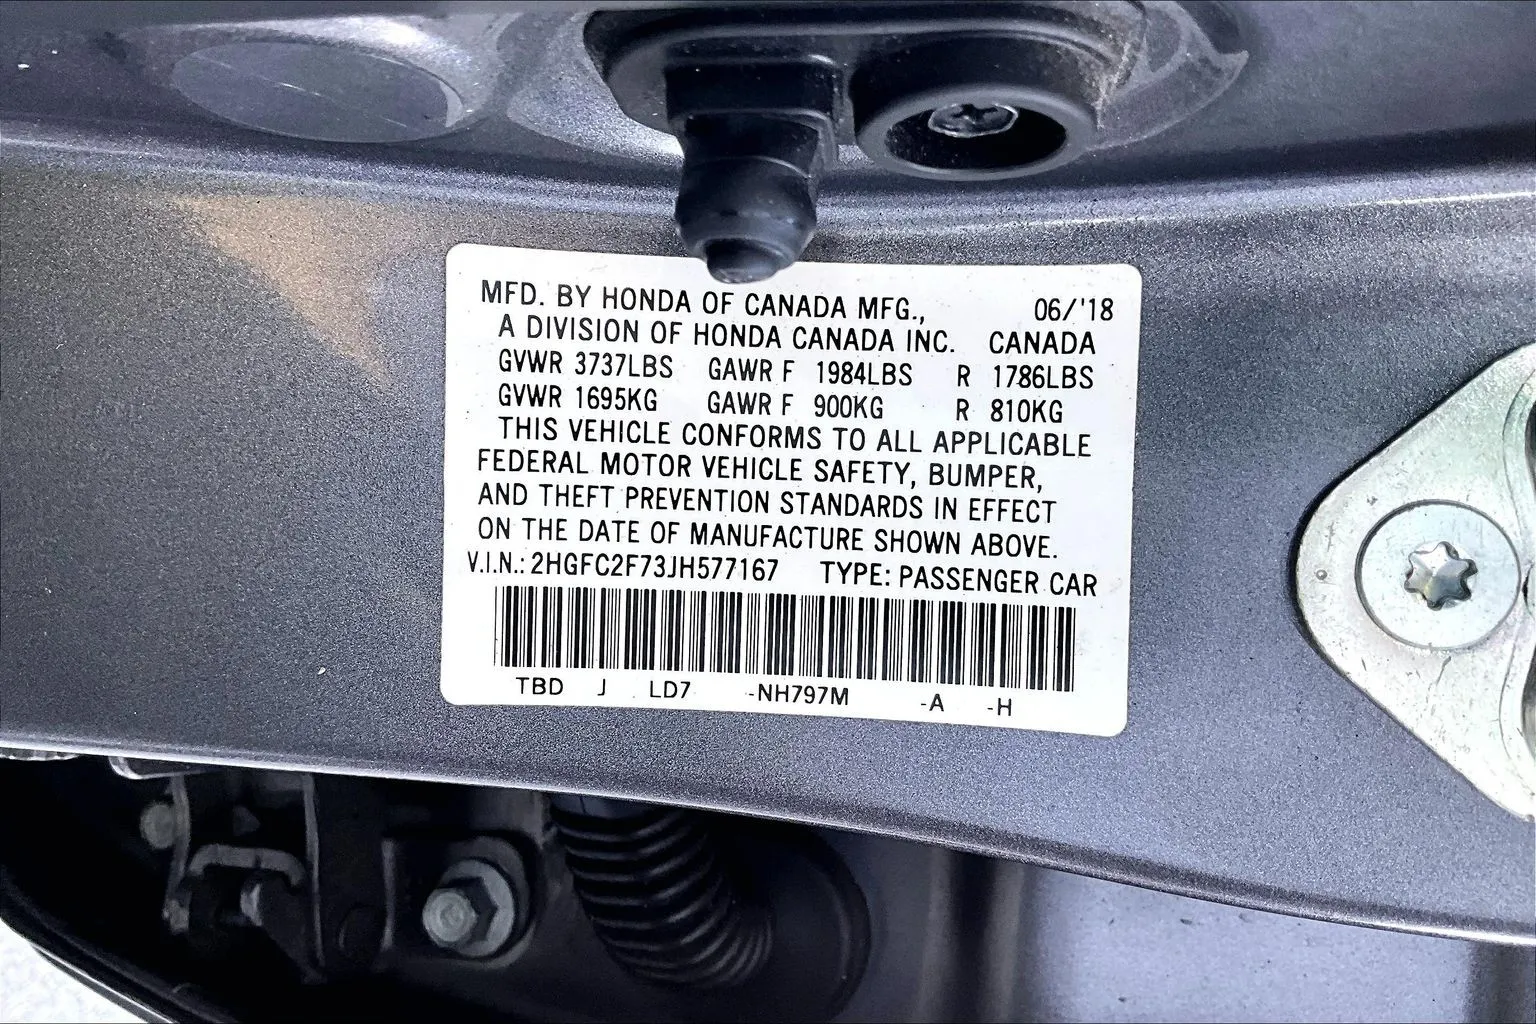 MFD. BY HONDA OF CANADA MFG., 06/'18
A DIVISION OF HONDA CANADA INC. CANADA
GVWR 3737LBS GAWR F 1984LBS R 1786LBS
GVWR 1695KG GAWR F 900KG R 810KG
THIS VEHICLE CONFORMS TO ALL APPLICABLE
FEDERAL MOTOR VEHICLE SAFETY, BUMPER,
AND THEFT PREVENTION STANDARDS IN EFFECT
ON THE DATE OF MANUFACTURE SHOWN ABOVE.
V.I.N.: 2HGFC2F73JH577167 TYPE: PASSENGER CAR
TBD J LD7 -NH797M -A -H